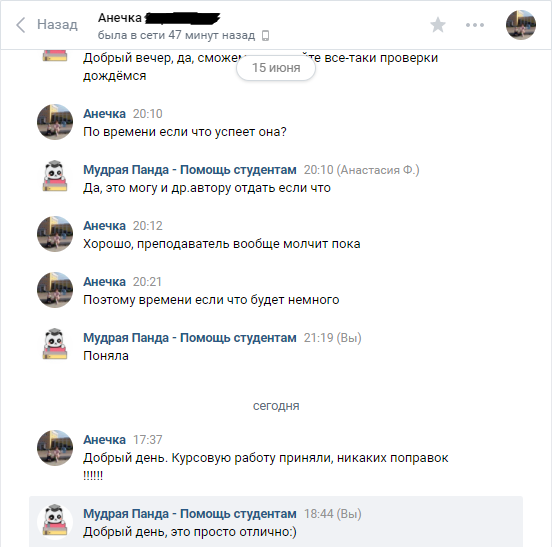 Назад
Анечка
была в сети 47 минут назад
Добрый вечер, да, сможем
йте все-таки проверки
15 июня
дождёмся
Анечка 20:10
По времени если что успеет она?
Мудрая Панда - Помощь студентам 20:10 (Анастасия Ф.)
Да, это могу и др.автору отдать если что
Анечка 20:12
Хорошо, преподаватель вообще молчит пока
Анечка 20:21
Поэтому времени если что будет немного
Мудрая Панда - Помощь студентам 21:19 (Вы)
Поняла
сегодня
Анечка 17:37
Добрый день. Курсовую работу приняли, никаких поправок
!!!!!!
Мудрая Панда - Помощь студентам 18:44 (Вы)
Добрый день, это просто отлично:)